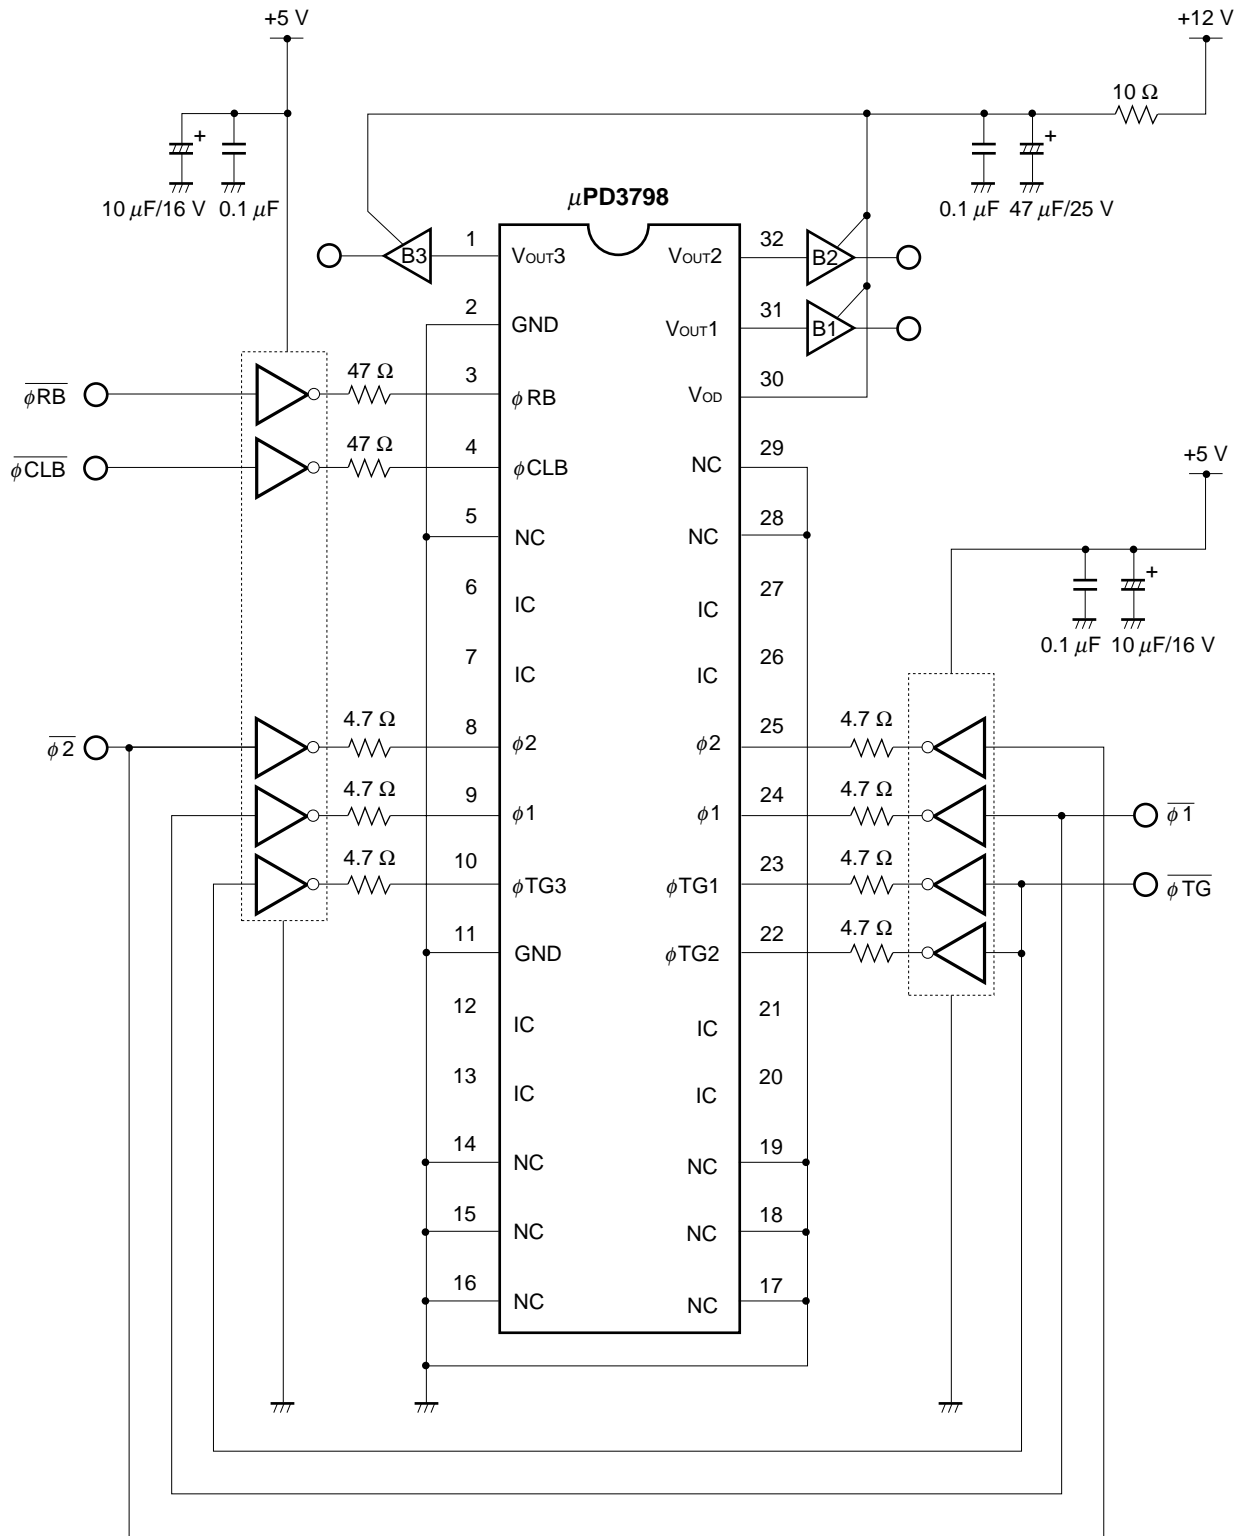 +5 V
+12 V
10 Ω
+
+
10 μF/16 V
0.1 μF
0.1 μF
47 μF/25 V
μPD3798
B3
1
VOUT3
VOUT2
32
B2
2
GND
VOUT1
31
B1
φRB
47 Ω
3
φRB
VOD
30
φCLB
47 Ω
4
φCLB
NC
29
+5 V
5
NC
NC
28
+
6
IC
IC
27
0.1 μF
10 μF/16 V
7
IC
IC
26
φ2
4.7 Ω
8
φ2
φ2
25
4.7 Ω
4.7 Ω
9
φ1
φ1
24
4.7 Ω
φ1
4.7 Ω
10
φTG3
φTG1
23
4.7 Ω
φTG
11
GND
φTG2
22
4.7 Ω
12
IC
IC
21
13
IC
IC
20
14
NC
NC
19
15
NC
NC
18
16
NC
NC
17